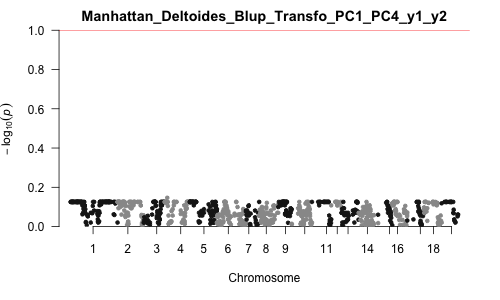 Manhattan_Deltoides_Blup_Transfo_PC1_PC4_y1_y2
1.0
0.8
0.6
0.4
0.2
0.0
− log₁₀(p)
1 2 3 4 5 6 7 8 9 11 14 16 18
Chromosome